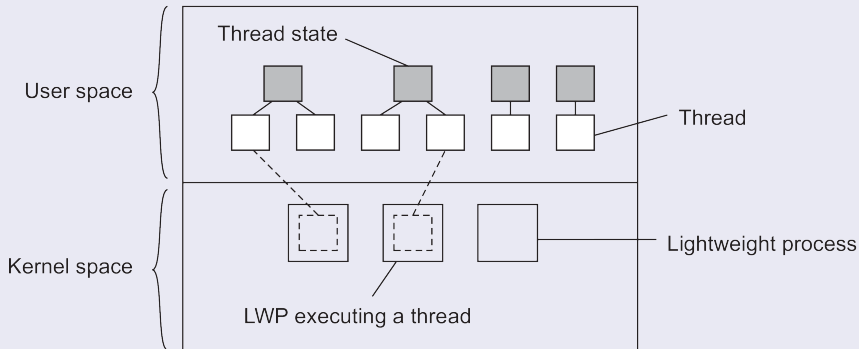 Thread state
User space
Thread
Kernel space
Lightweight process
LWP executing a thread